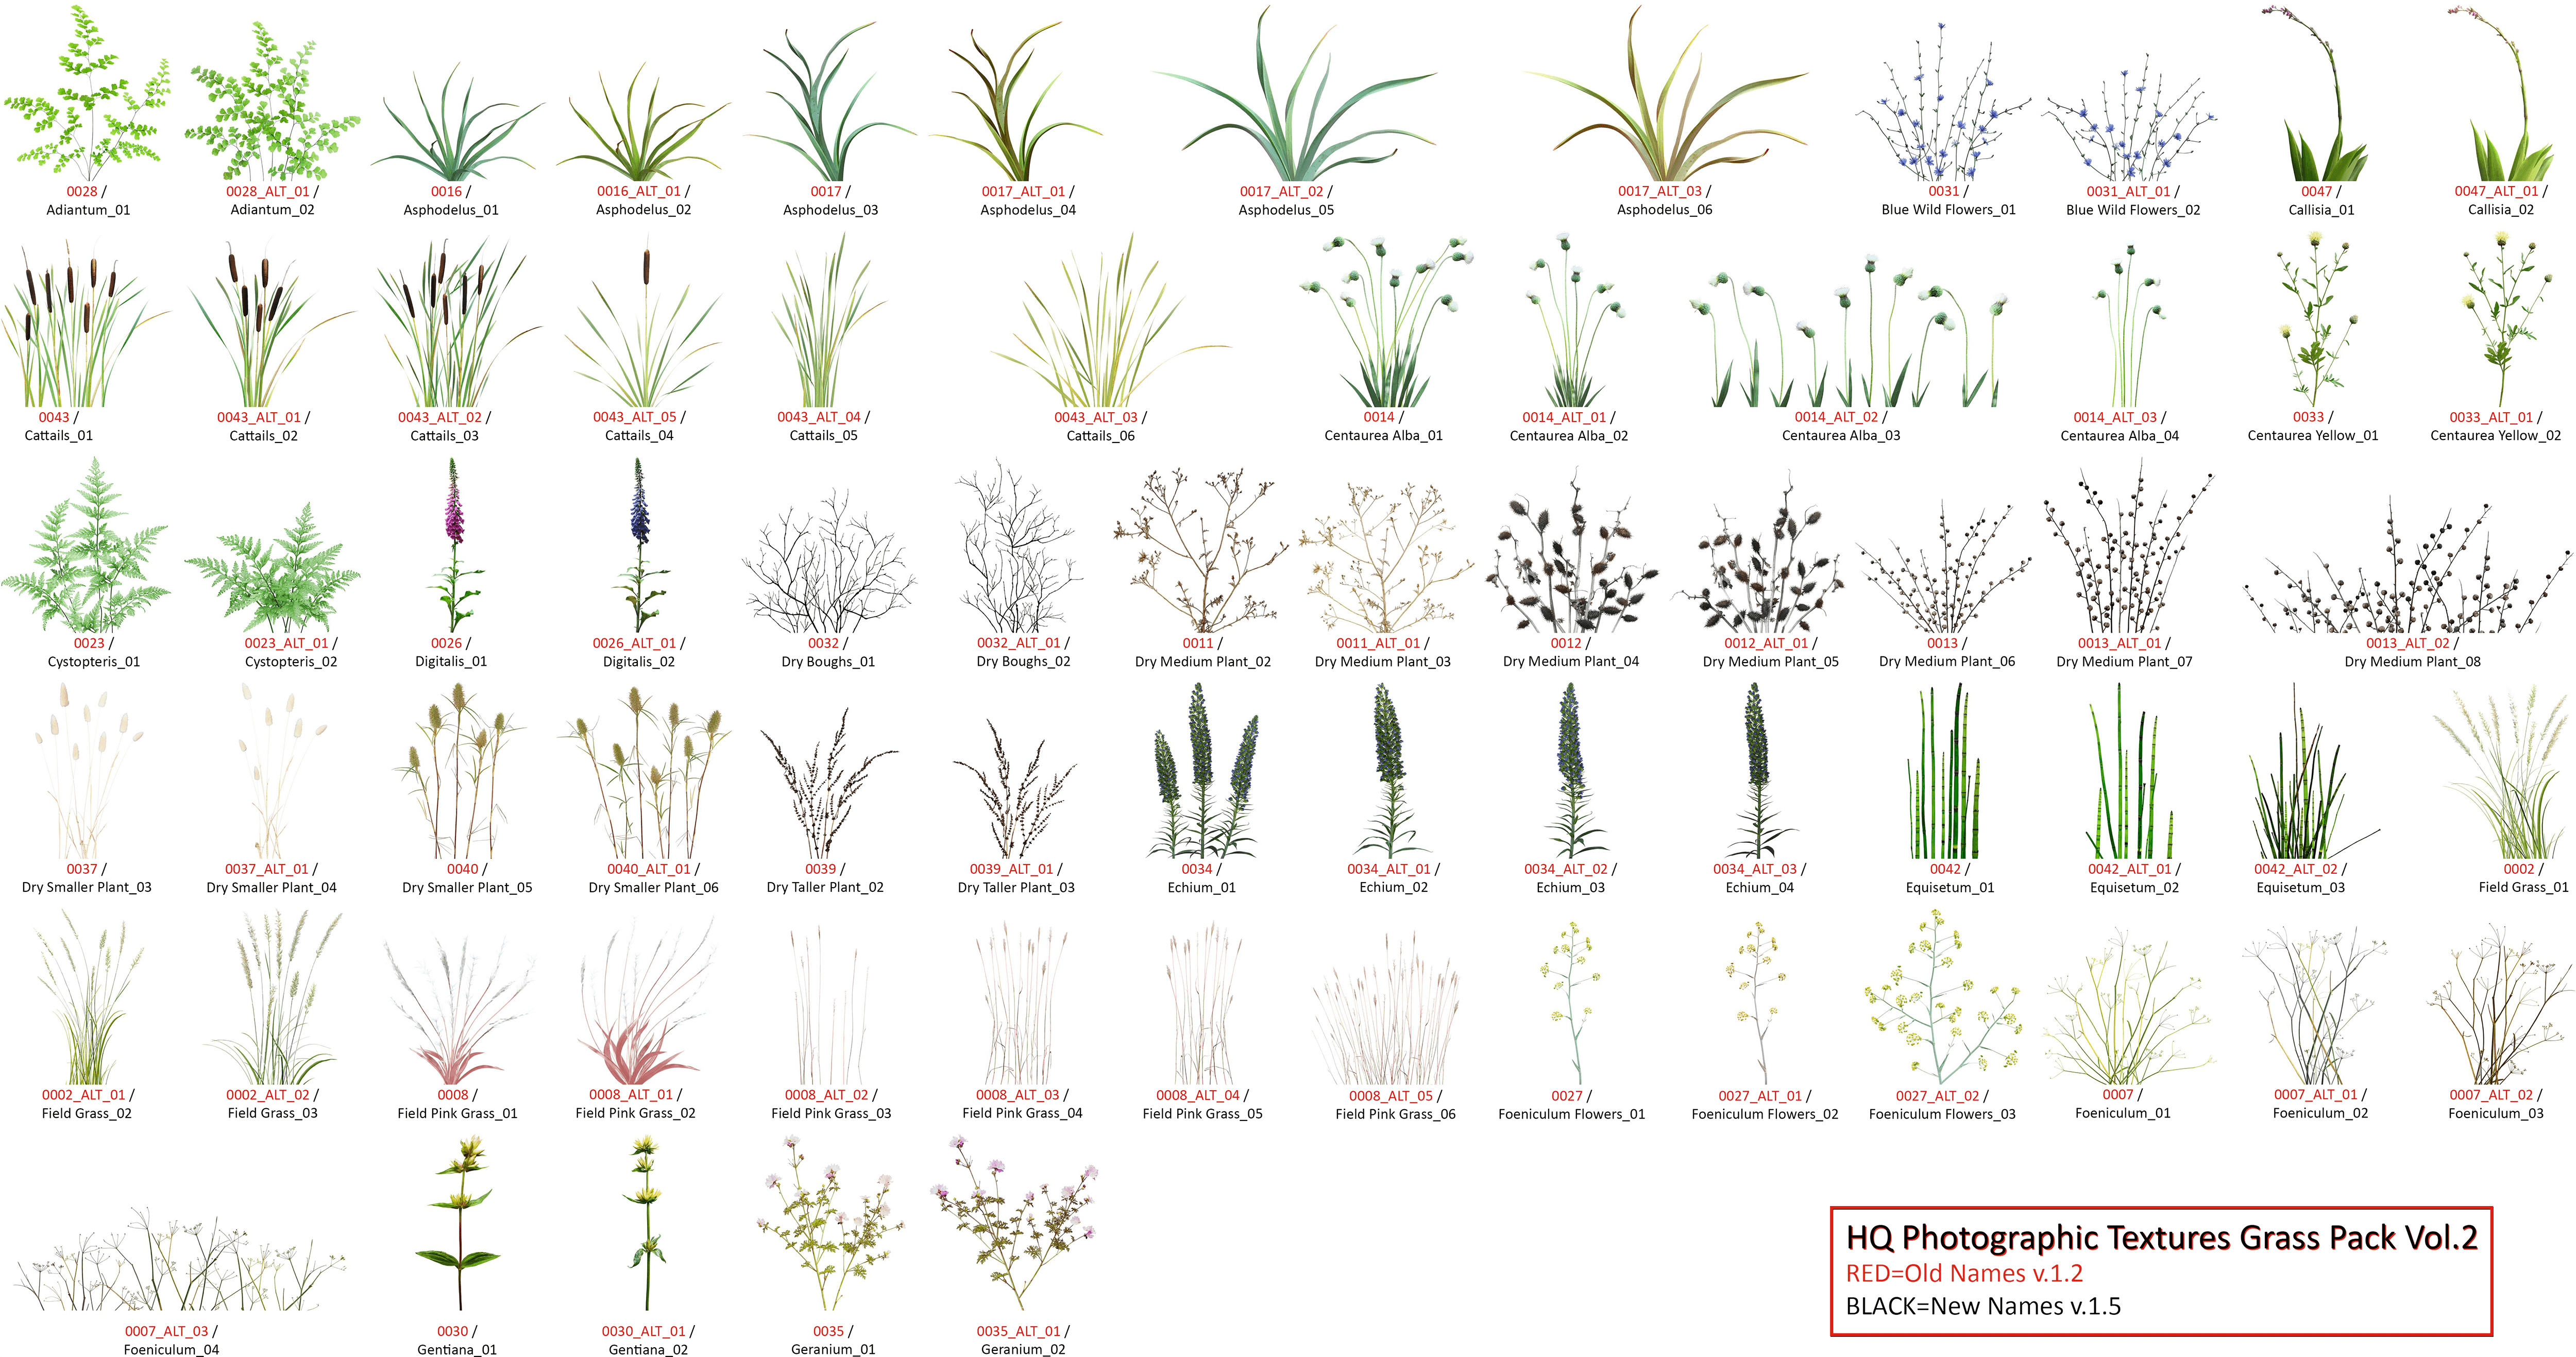 0028 /
Adiantum_01
0028_ALT_01 /
Adiantum_02
0016 /
Asphodelus_01
0016_ALT_01 /
Asphodelus_02
0017 /
Asphodelus_03
0017_ALT_01 /
Asphodelus_04
0017_ALT_02 /
Asphodelus_05
0017_ALT_03 /
Asphodelus_06
0031 /
Blue Wild Flowers_01
0031_ALT_01 /
Blue Wild Flowers_02
0047 /
Callisia_01
0047_ALT_01 /
Callisia_02
0043 /
Cattails_01
0043_ALT_01 /
Cattails_02
0043_ALT_02 /
Cattails_03
0043_ALT_05 /
Cattails_04
0043_ALT_04 /
Cattails_05
0043_ALT_03 /
Cattails_06
0014 /
Centaurea Alba_01
0014_ALT_01 /
Centaurea Alba_02
0014_ALT_02 /
Centaurea Alba_03
0014_ALT_03 /
Centaurea Alba_04
0033 /
Centaurea Yellow_01
0033_ALT_01 /
Centaurea Yellow_02
0023 /
Cystopteris_01
0023_ALT_01 /
Cystopteris_02
0026 /
Digitalis_01
0026_ALT_01 /
Digitalis_02
0032 /
Dry Boughs_01
0032_ALT_01 /
Dry Boughs_02
0011 /
Dry Medium Plant_02
0011_ALT_01 /
Dry Medium Plant_03
0012 /
Dry Medium Plant_04
0012_ALT_01 /
Dry Medium Plant_05
0013 /
Dry Medium Plant_06
0013_ALT_01 /
Dry Medium Plant_07
0013_ALT_02 /
Dry Medium Plant_08
0037 /
Dry Smaller Plant_03
0037_ALT_01 /
Dry Smaller Plant_04
0040 /
Dry Smaller Plant_05
0040_ALT_01 /
Dry Smaller Plant_06
0039 /
Dry Taller Plant_02
0039_ALT_01 /
Dry Taller Plant_03
0034 /
Echium_01
0034_ALT_01 /
Echium_02
0034_ALT_02 /
Echium_03
0034_ALT_03 /
Echium_04
0042 /
Equisetum_01
0042_ALT_01 /
Equisetum_02
0042_ALT_02 /
Equisetum_03
0002 /
Field Grass_01
0002_ALT_01 /
Field Grass_02
0002_ALT_02 /
Field Grass_03
0008 /
Field Pink Grass_01
0008_ALT_01 /
Field Pink Grass_02
0008_ALT_02 /
Field Pink Grass_03
0008_ALT_03 /
Field Pink Grass_04
0008_ALT_04 /
Field Pink Grass_05
0008_ALT_05 /
Field Pink Grass_06
0027 /
Foeniculum Flowers_01
0027_ALT_01 /
Foeniculum Flowers_02
0027_ALT_02 /
Foeniculum Flowers_03
0007 /
Foeniculum_01
0007_ALT_01 /
Foeniculum_02
0007_ALT_02 /
Foeniculum_03
0007_ALT_03 /
Foeniculum_04
0030 /
Gentiana_01
0030_ALT_01 /
Gentiana_02
0035 /
Geranium_01
0035_ALT_01 /
Geranium_02
HQ Photographic Textures Grass Pack Vol.2
RED=Old Names v.1.2
BLACK=New Names v.1.5